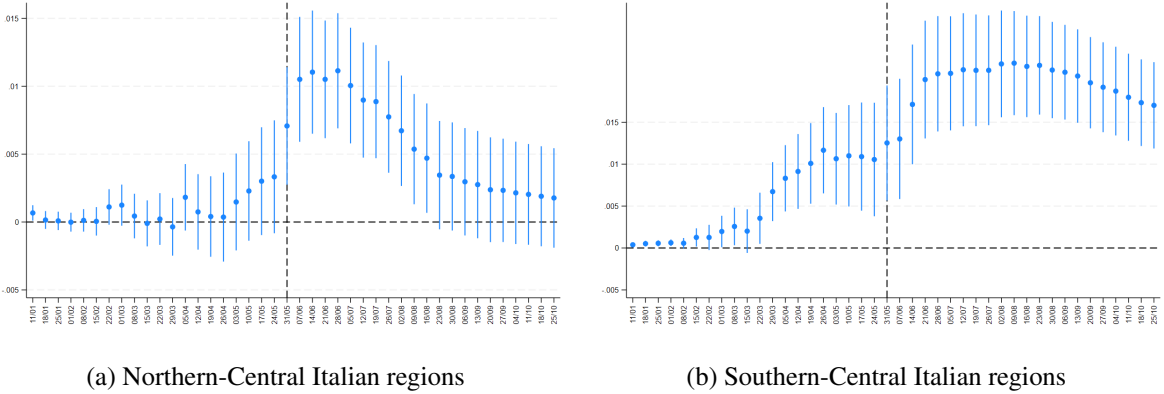 .015
.01
.005
0
-.005
11/01 18/01 25/01 01/02 08/02 15/02 22/02 01/03 08/03 15/03 22/03 29/03 05/04 12/04 19/04 26/04 03/05 10/05 17/05 24/05 31/05 07/06 14/06 21/06 28/06 05/07 12/07 19/07 26/07 02/08 09/08 16/08 23/08 30/08 06/09 13/09 20/09 27/09 04/10 11/10 18/10 25/10
(a) Northern-Central Italian regions
.015
.01
.005
0
-.005
11/01 18/01 25/01 01/02 08/02 15/02 22/02 01/03 08/03 15/03 22/03 29/03 05/04 12/04 19/04 26/04 03/05 10/05 17/05 24/05 31/05 07/06 14/06 21/06 28/06 05/07 12/07 19/07 26/07 02/08 09/08 16/08 23/08 30/08 06/09 13/09 20/09 27/09 04/10 11/10 18/10 25/10
(b) Southern-Central Italian regions